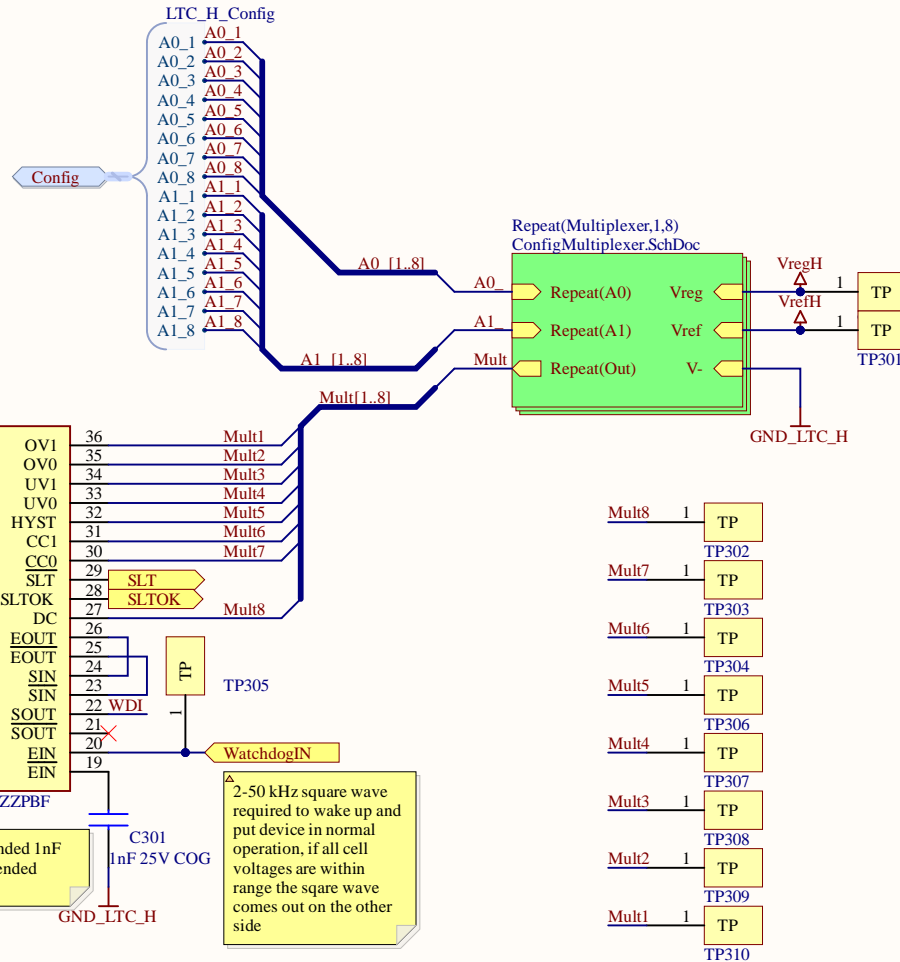 LTC_H_Config
A0_1 A0_1
A0_2 A0_2
A0_3 A0_3
A0_4 A0_4
A0_5 A0_5
A0_6 A0_6
A0_7 A0_7
A0_8 A0_8
A1_1 A1_1
A1_2 A1_2
A1_3 A1_3
A1_4 A1_4
A1_5 A1_5
A1_6 A1_6
A1_7 A1_7
A1_8 A1_8
Config
A0_[1..8]
A1_[1..8]
Mult[1..8]
A0_
A1_
Mult
Repeat(Multiplexer,1,8)
ConfigMultiplexer.SchDoc
Repeat(A0)
Repeat(A1)
Repeat(Out)
Vreg
Vref
V-
VregH
1 TP
VrefH
1 TP
TP301
GND_LTC_H
OV1 36 Mult1
OV0 35 Mult2
UV1 34 Mult3
UV0 33 Mult4
HYST 32 Mult5
CC1 31 Mult6
CC0 30 Mult7
SLT 29 SLT
SLTOK 28 SLTOK
DC 27 Mult8
EOUT 26
EOUT 25
SIN 24
SIN 23
SOUT 22 WDI
SOUT 21
EIN 20
EIN 19
ZZPBF
TP
1
TP305
WatchdogIN
2-50 kHz square wave
required to wake up and
put device in normal
operation, if all cell
voltages are within
range the sqare wave
comes out on the other
side
C301
1nF 25V COG
GND_LTC_H
nded 1nF
ended
Mult8 1 TP
TP302
Mult7 1 TP
TP303
Mult6 1 TP
TP304
Mult5 1 TP
TP306
Mult4 1 TP
TP307
Mult3 1 TP
TP308
Mult2 1 TP
TP309
Mult1 1 TP
TP310